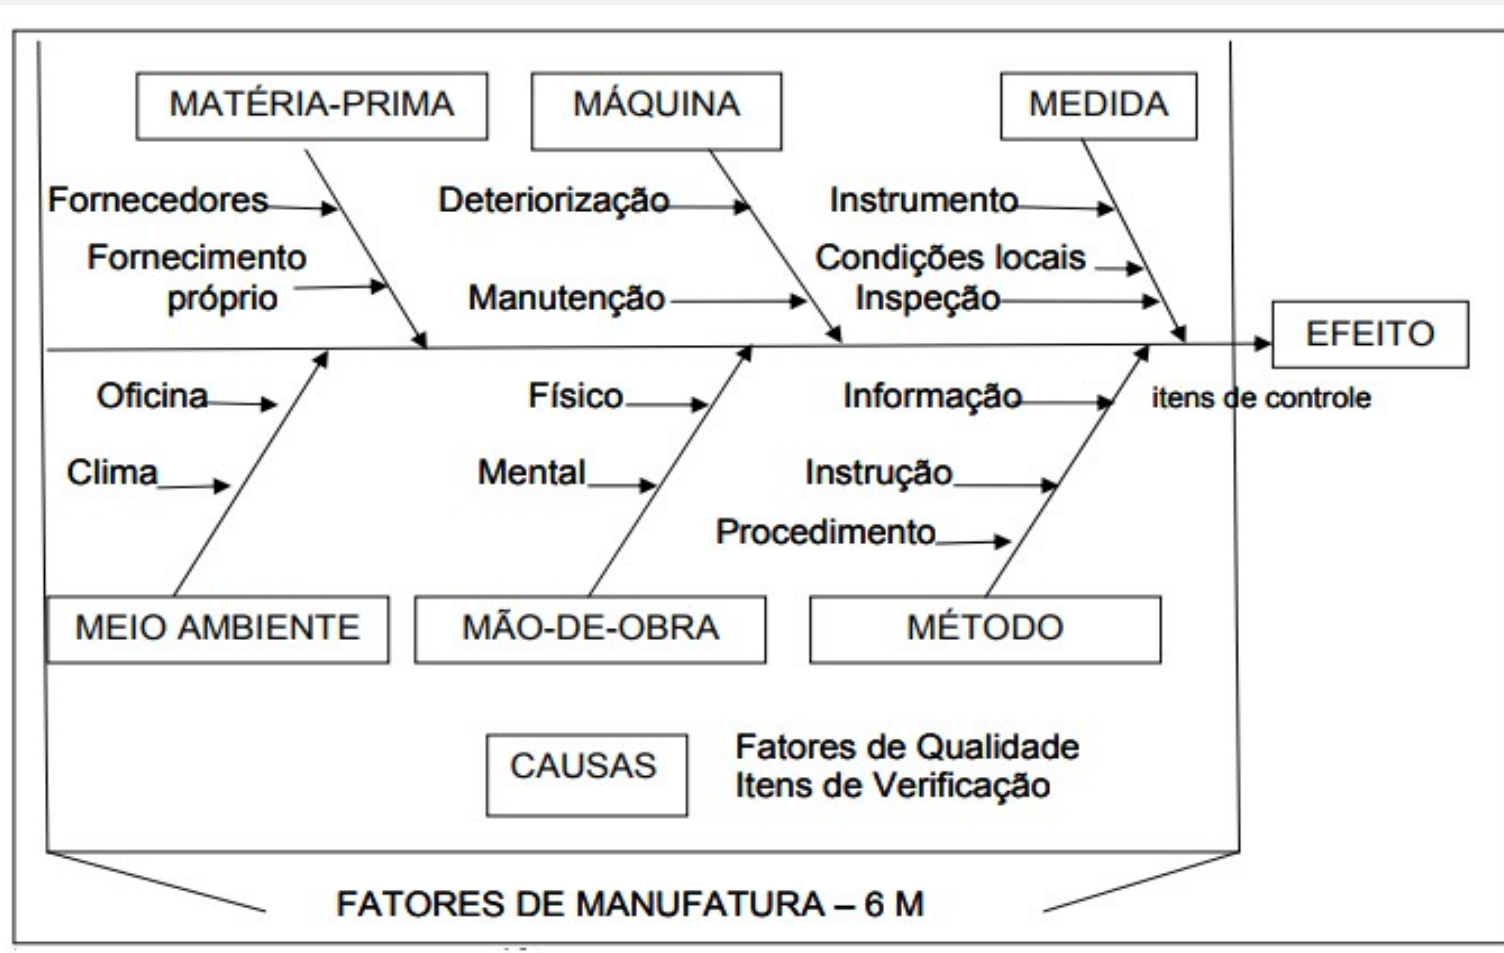 MATÉRIA-PRIMA
MÁQUINA
MEDIDA
Fornecedores
Deteriorização
Instrumento
Fornecimento
próprio
Manutenção
Condições locais
Inspeção
EFEITO
itens de controle
Oficina
Físico
Informação
Clima
Mental
Instrução
Procedimento
MEIO AMBIENTE
MÃO-DE-OBRA
MÉTODO
CAUSAS
Fatores de Qualidade
Itens de Verificação
FATORES DE MANUFATURA – 6 M